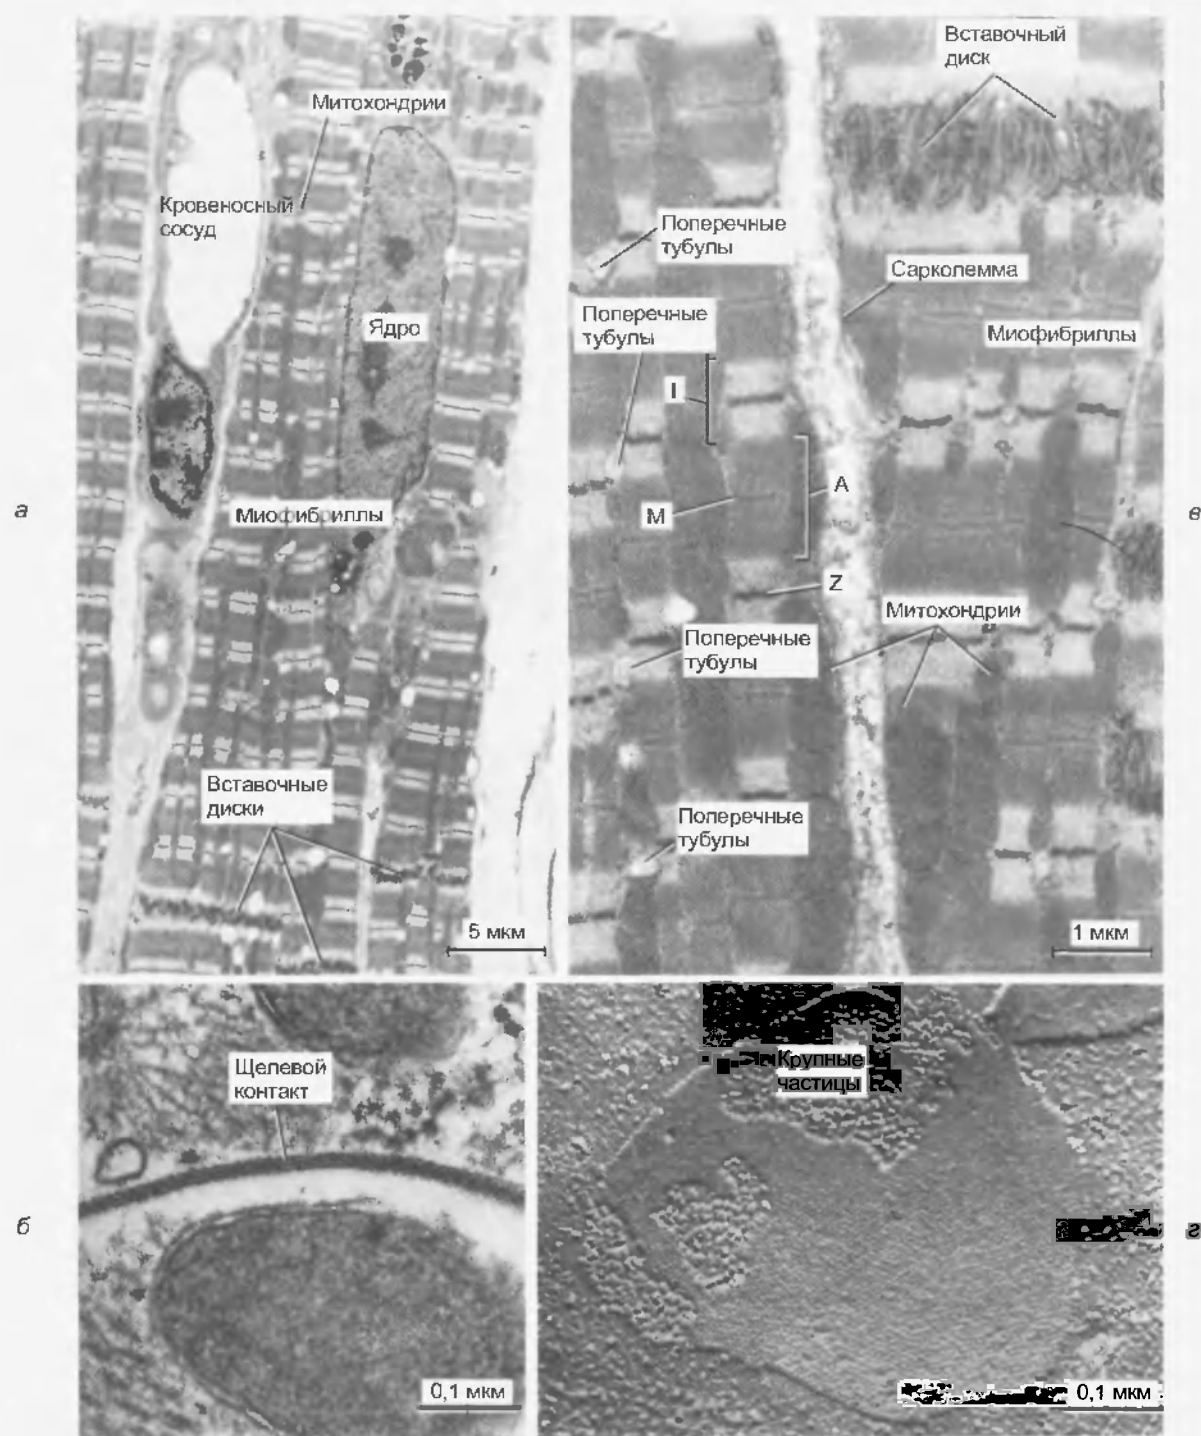 Митохондрии
Кровеносный
сосуд
Ядро
Миофибриллы
Вставочные
диски
5 мкм
а
Вставочный
диск
Поперечные
тубулы
Сарколемма
Поперечные
тубулы
Миофибриллы
I
A
M
Z
Митохондрии
Поперечные
тубулы
Поперечные
тубулы
1 мкм
в
Щелевой
контакт
0,1 мкм
б
Крупные
частицы
0,1 мкм
г